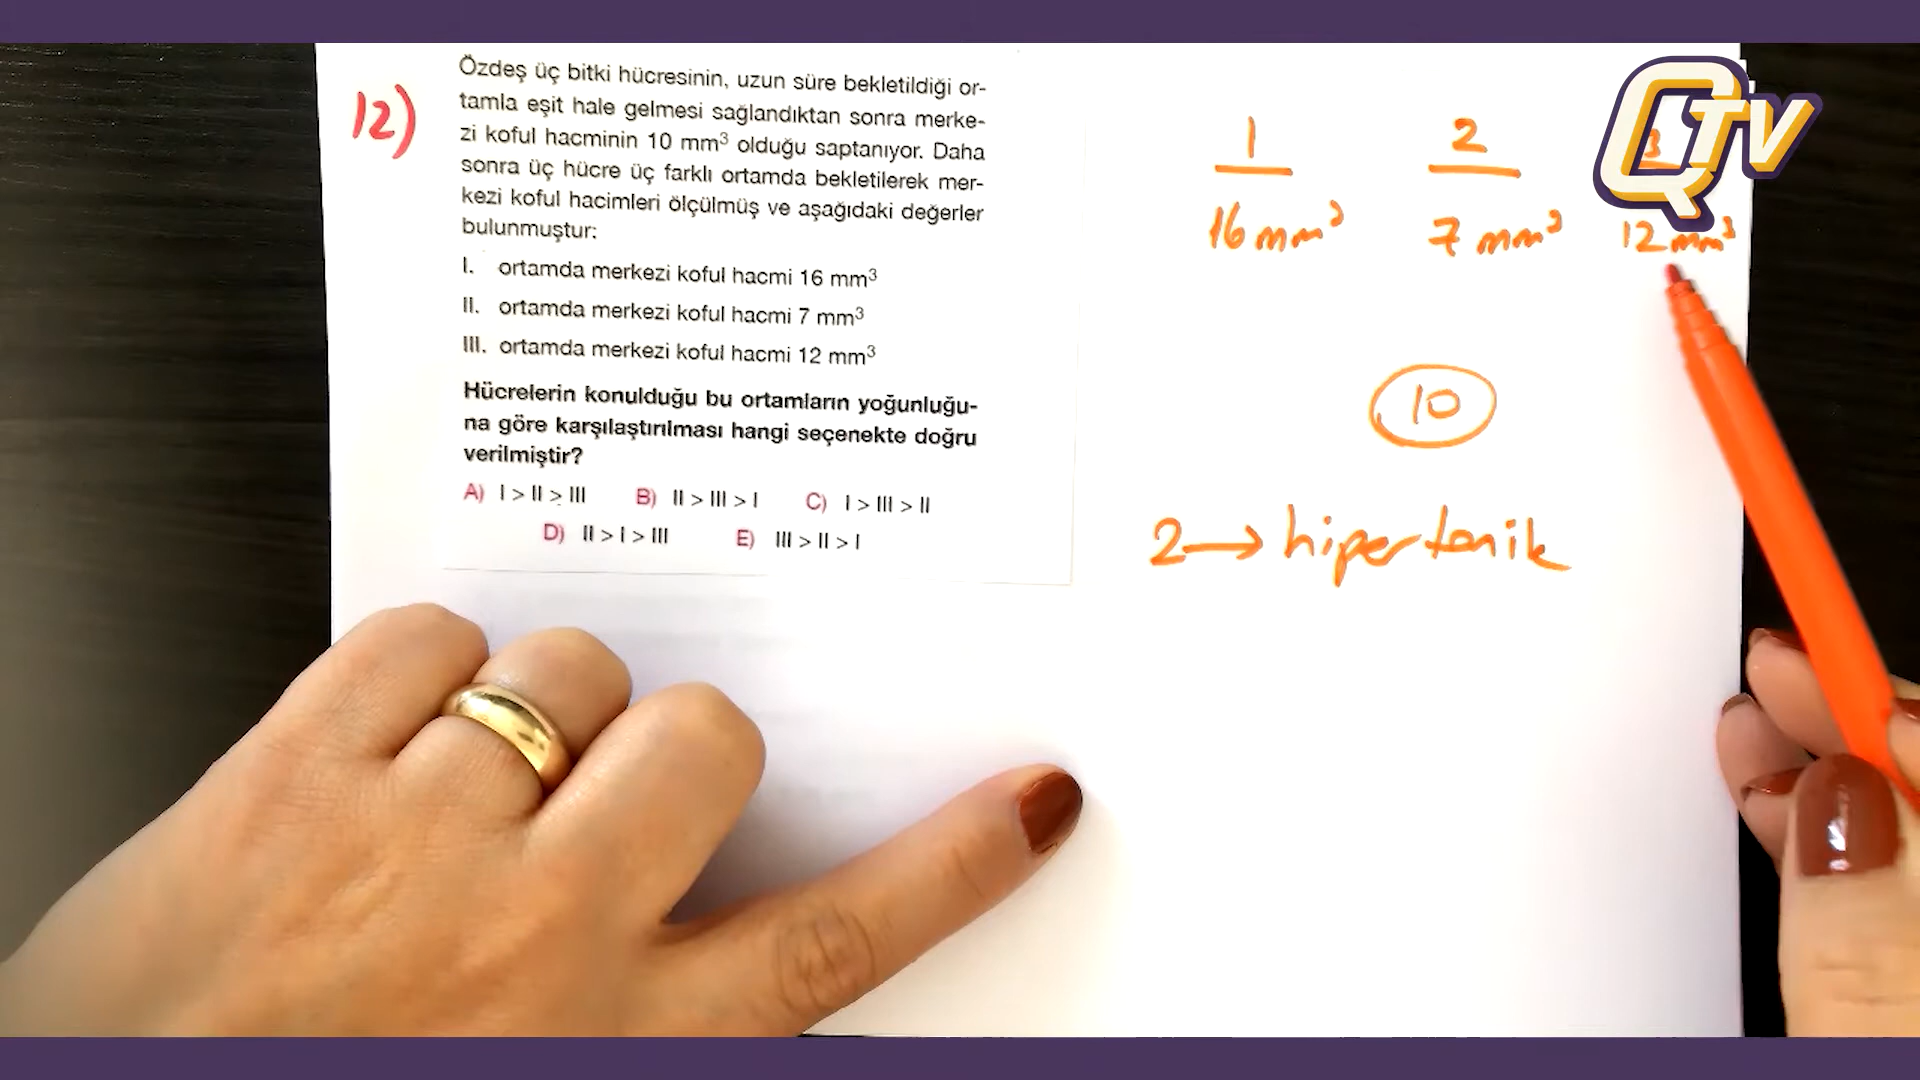 12)
Özdeş üç bitki hücresinin, uzun süre bekletildiği or-
tamla eşit hale gelmesi sağlandıktan sonra merke-
zi koful hacminin 10 mm³ olduğu saptanıyor. Daha
sonra üç hücre üç farklı ortamda bekletilerek mer-
kezi koful hacimleri ölçülmüş ve aşağıdaki değerler
bulunmuştur:
I. ortamda merkezi koful hacmi 16 mm³
II. ortamda merkezi koful hacmi 7 mm³
III. ortamda merkezi koful hacmi 12 mm³
Hücrelerin konulduğu bu ortamların yoğunluğu-
na göre karşılaştırılması hangi seçenekte doğru
verilmiştir?
A) I > II > III B) II > III > I C) I > III > II
D) II > I > III E) III > II > I
1 2 3
16 mm³ 7 mm³ 12 mm³
10
2 → hipertonik
QTV